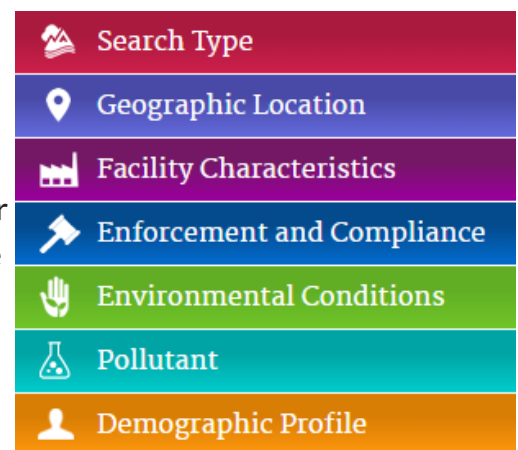 Search Type
Geographic Location
Facility Characteristics
r
Enforcement and Compliance
Environmental Conditions
Pollutant
Demographic Profile